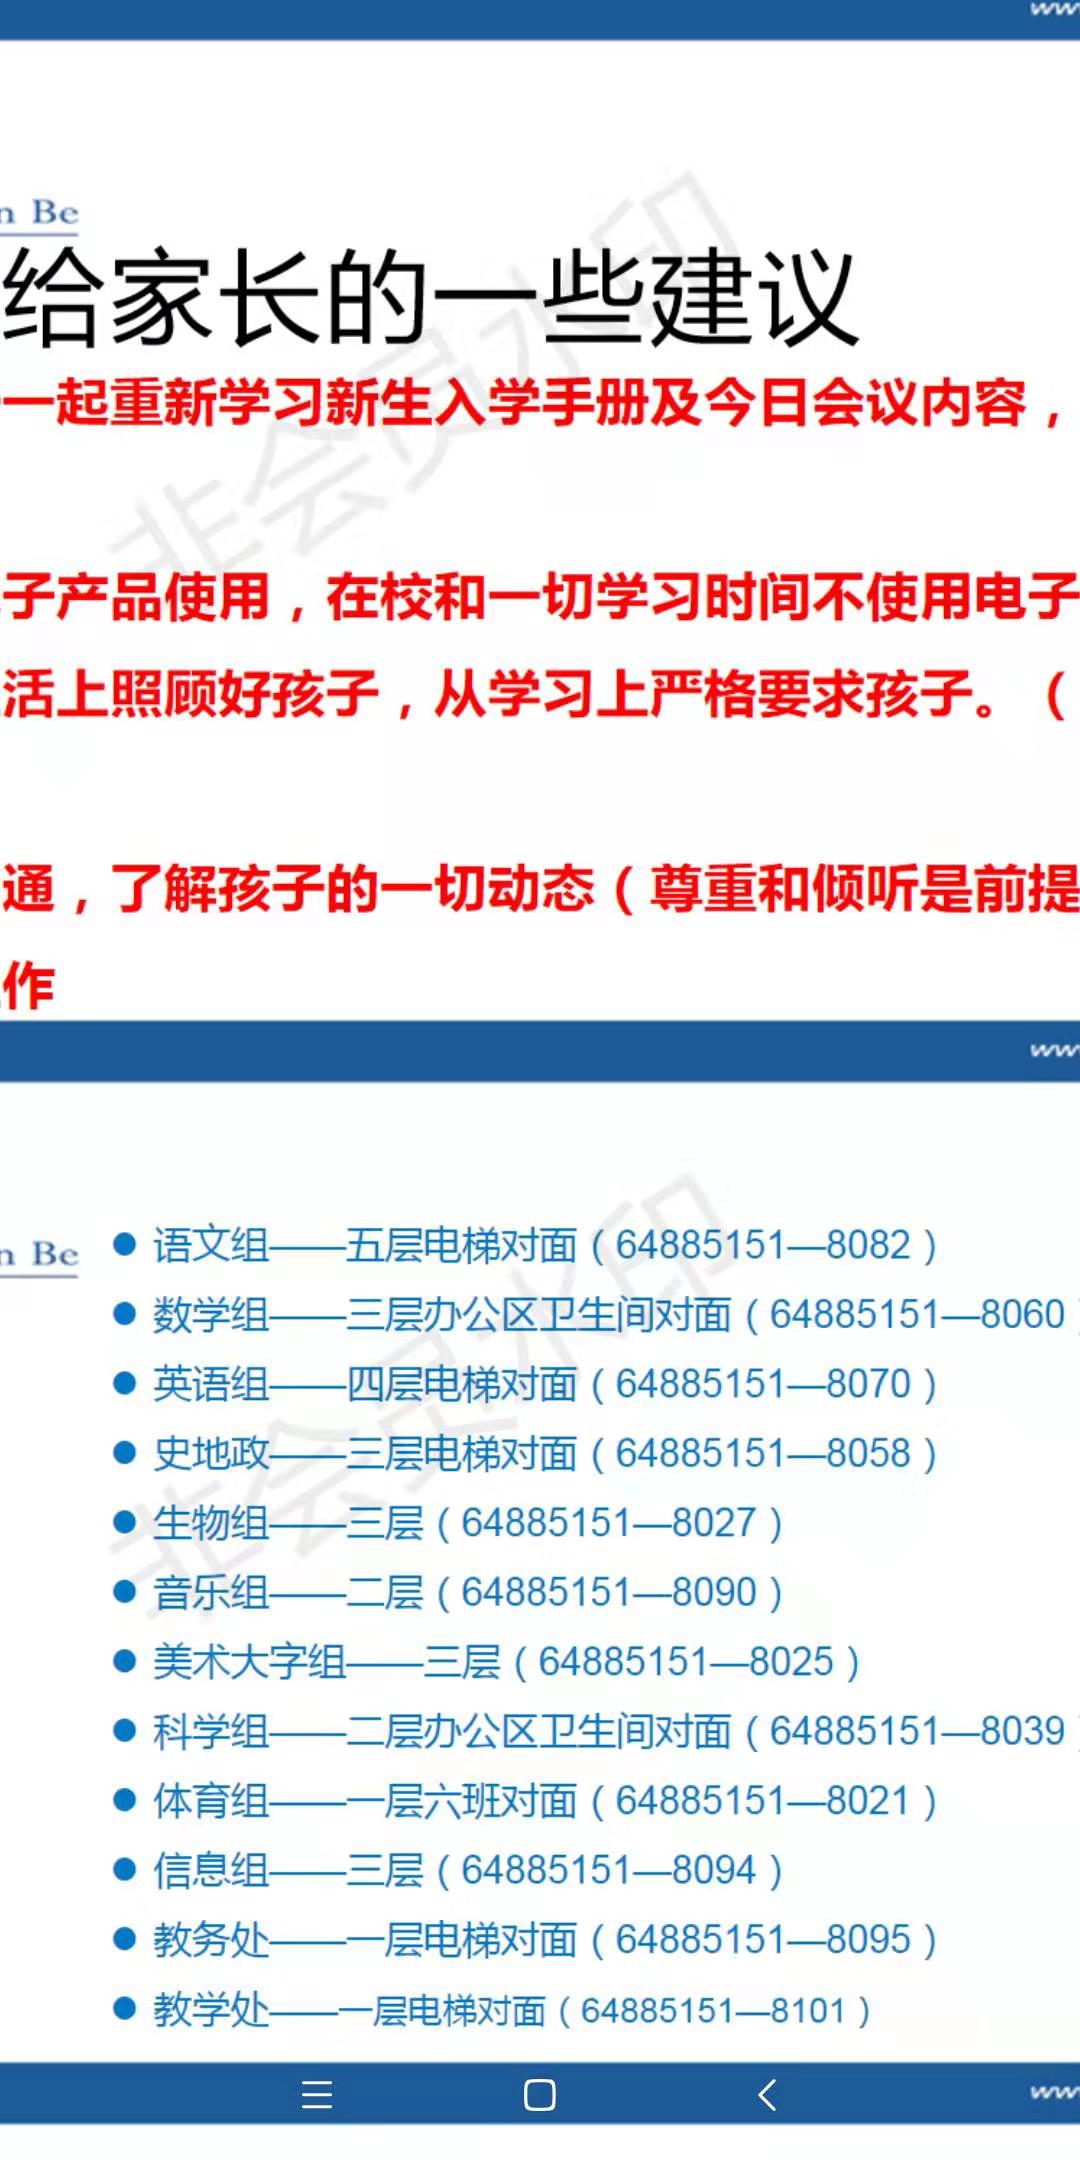 ww
n Be
给家长的一些建议
一起重新学习新生入学手册及今日会议内容，
子产品使用，在校和一切学习时间不使用电子
活上照顾好孩子，从学习上严格要求孩子。（
通，了解孩子的一切动态（尊重和倾听是前提
作
非会员水印
ww
n Be
● 语文组——五层电梯对面（64885151—8082）
● 数学组——三层办公区卫生间对面（64885151—8060）
● 英语组——四层电梯对面（64885151—8070）
● 史地政——三层电梯对面（64885151—8058）
● 生物组——三层（64885151—8027）
● 音乐组——二层（64885151—8090）
● 美术大字组——三层（64885151—8025）
● 科学组——二层办公区卫生间对面（64885151—8039）
● 体育组——一层六班对面（64885151—8021）
● 信息组——三层（64885151—8094）
● 教务处——一层电梯对面（64885151—8095）
● 教学处——一层电梯对面（64885151—8101）
非会员水印
ww